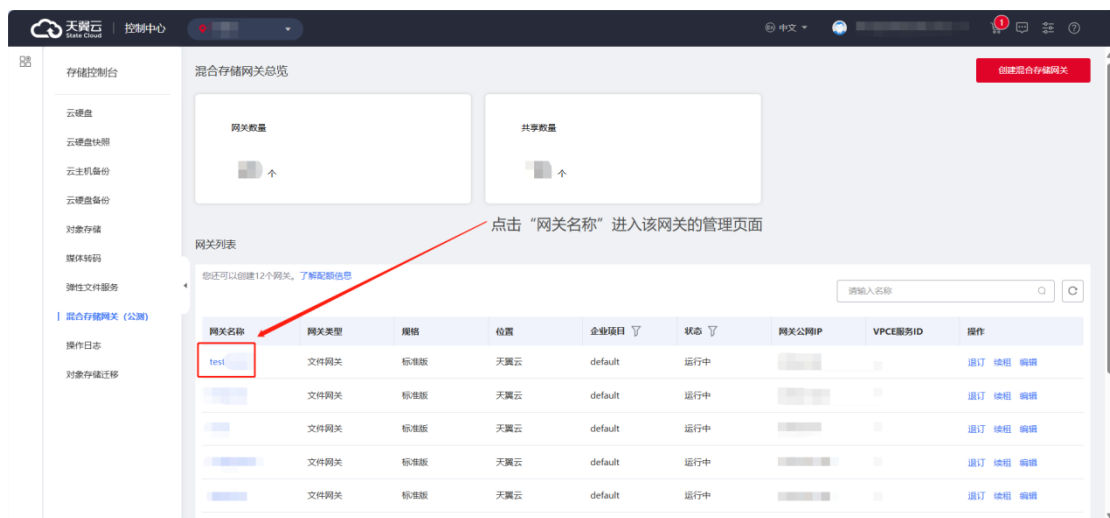 天翼云 State Cloud | 控制中心
中文
1
存储控制台
云硬盘
云硬盘快照
云主机备份
云硬盘备份
对象存储
媒体转码
弹性文件服务
混合存储网关（公测）
操作日志
对象存储迁移
混合存储网关总览
创建混合存储网关
网关数量
个
共享数量
个
点击“网关名称”进入该网关的管理页面
网关列表
您还可以创建12个网关。了解配额信息
请输入名称
网关名称 网关类型 规格 位置 企业项目 状态 网关公网IP VPCE服务ID 操作
test 文件网关 标准版 天翼云 default 运行中 退订 续租 编辑
文件网关 标准版 天翼云 default 运行中 退订 续租 编辑
文件网关 标准版 天翼云 default 运行中 退订 续租 编辑
文件网关 标准版 天翼云 default 运行中 退订 续租 编辑
文件网关 标准版 天翼云 default 运行中 退订 续租 编辑